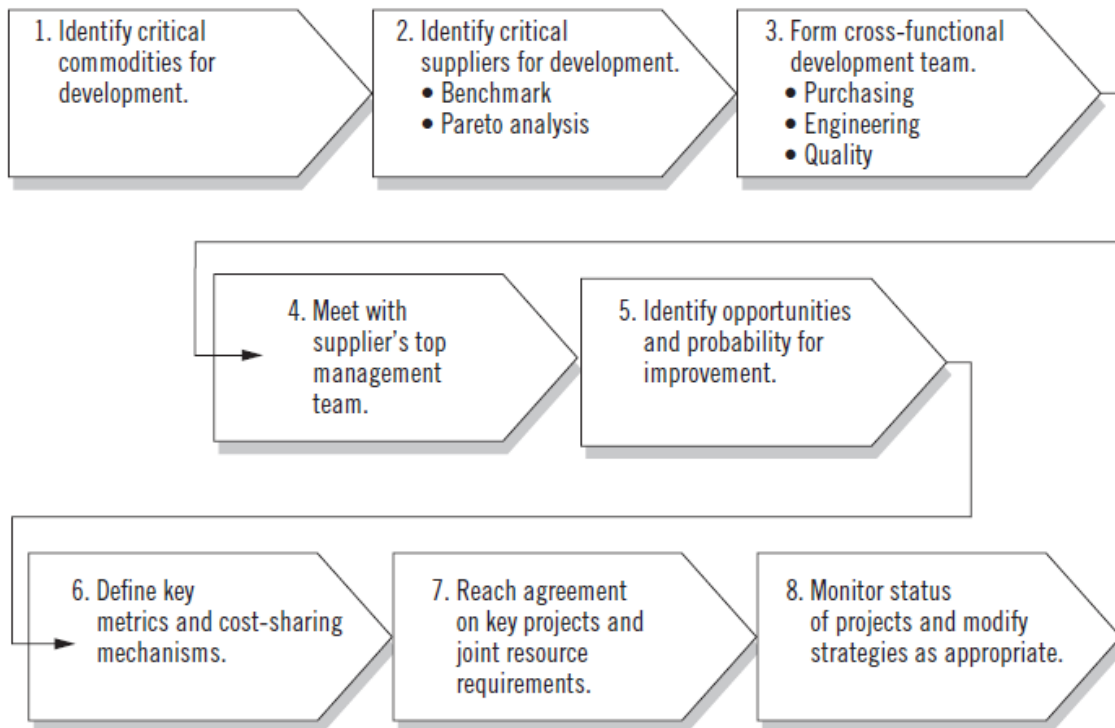 1. Identify critical
commodities for
development.
2. Identify critical
suppliers for development.
• Benchmark
• Pareto analysis
3. Form cross-functional
development team.
• Purchasing
• Engineering
• Quality
4. Meet with
supplier’s top
management
team.
5. Identify opportunities
and probability for
improvement.
6. Define key
metrics and cost-sharing
mechanisms.
7. Reach agreement
on key projects and
joint resource
requirements.
8. Monitor status
of projects and modify
strategies as appropriate.